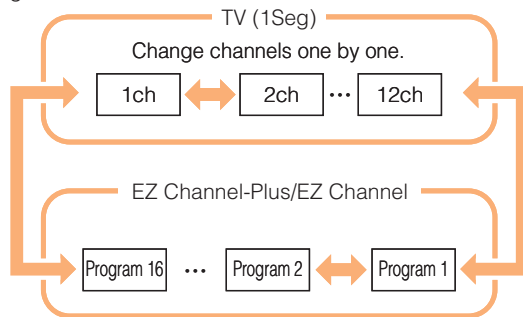 TV (1Seg)
Change channels one by one.
1ch 2ch ••• 12ch
EZ Channel-Plus/EZ Channel
Program 16 ••• Program 2 Program 1